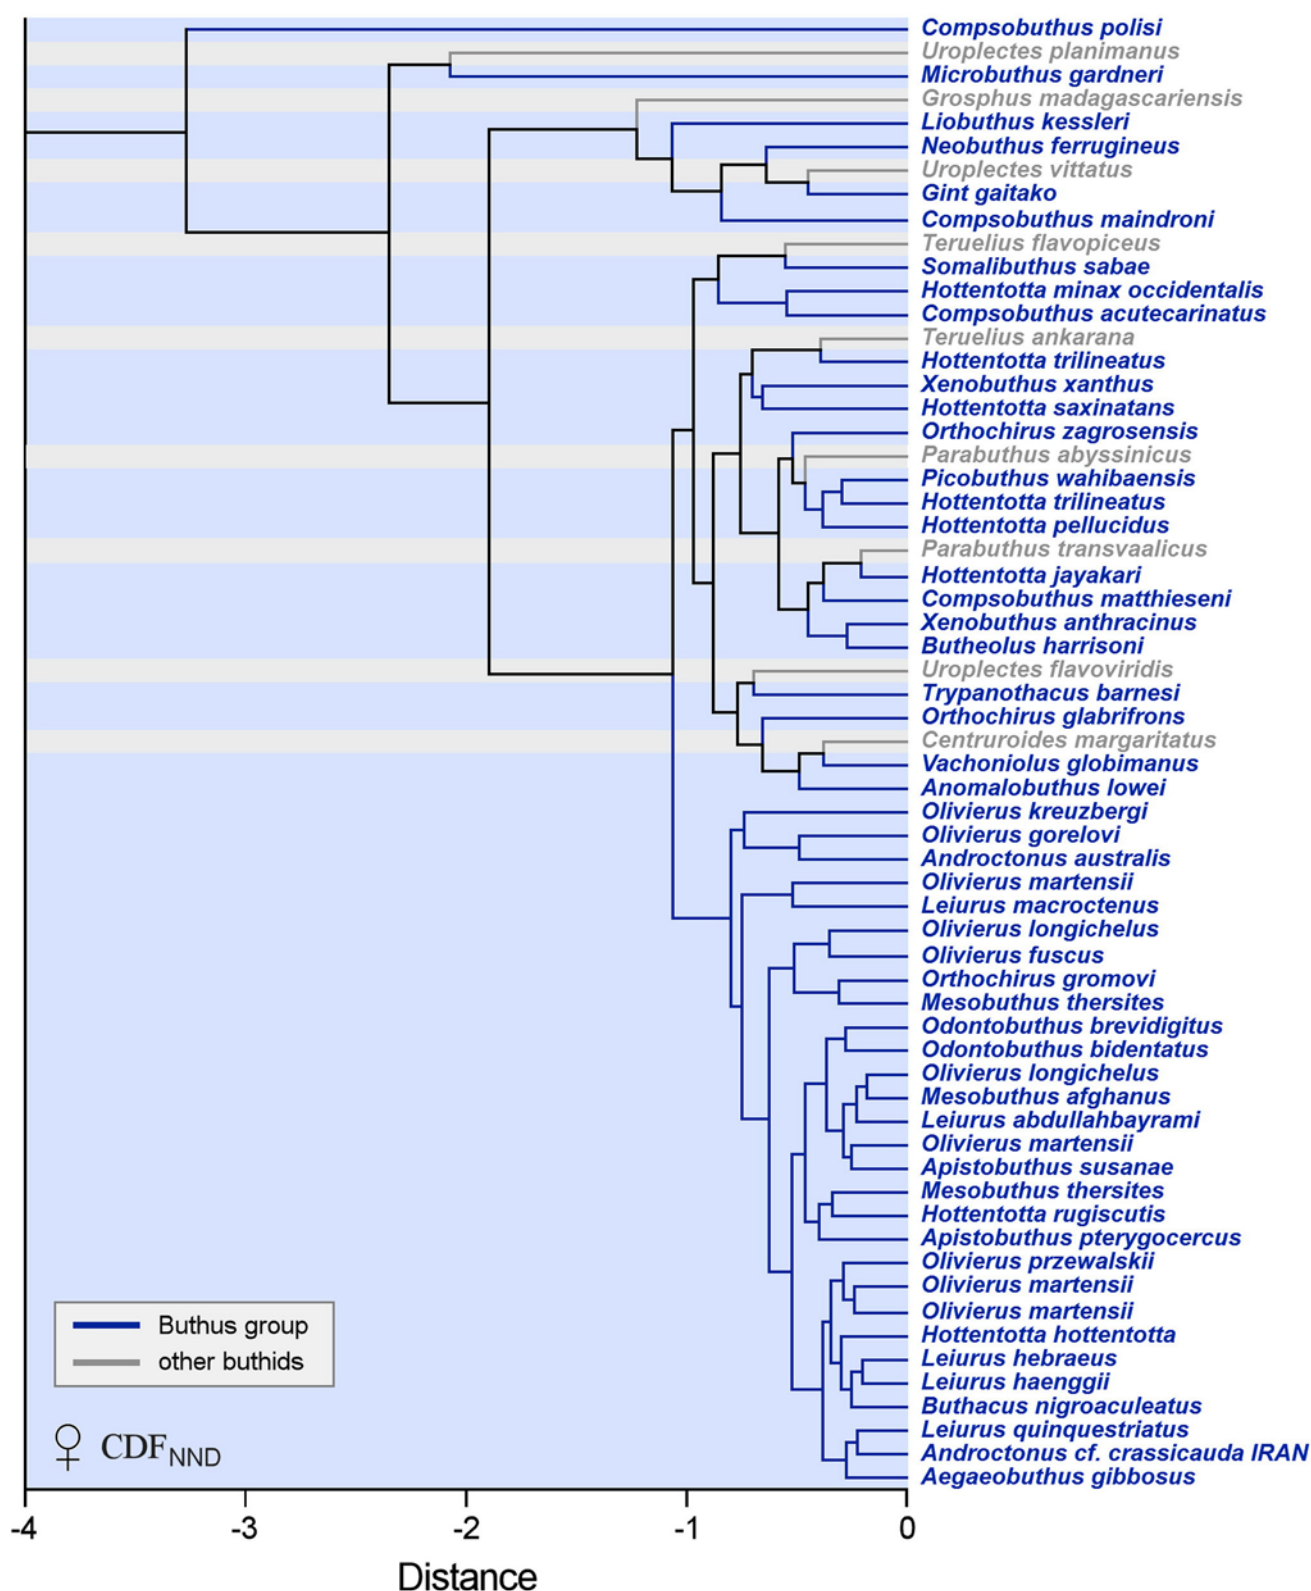 Compsobuthus polisi
Uroplectes planimanus
Microbuthus gardneri
Grosphus madagascariensis
Liobuthus kessleri
Neobuthus ferrugineus
Uroplectes vittatus
Gint gaitako
Compsobuthus maindroni
Teruelius flavopiceus
Somalibuthus sabae
Hottentotta minax occidentalis
Compsobuthus acutecarinatus
Teruelius ankarana
Hottentotta trilineatus
Xenobuthus xanthus
Hottentotta saxinatans
Orthochirus zagrosensis
Parabuthus abyssinicus
Picobuthus wahibaensis
Hottentotta trilineatus
Hottentotta pellucidus
Parabuthus transvaalicus
Hottentotta jayakari
Compsobuthus matthieseni
Xenobuthus anthracinus
Butheolus harrisoni
Uroplectes flavoviridis
Trypanothacus barnesi
Orthochirus glabrifrons
Centruroides margaritatus
Vachoniolus globimanus
Anomalobuthus lowei
Olivierus kreuzbergi
Olivierus gorelovi
Androctonus australis
Olivierus martensii
Leiurus macroctenus
Olivierus longichelus
Olivierus fuscus
Orthochirus gromovi
Mesobuthus thersites
Odontobuthus brevidigitus
Odontobuthus bidentatus
Olivierus longichelus
Mesobuthus afghanus
Leiurus abdullahbayrami
Olivierus martensii
Apistobuthus susanae
Mesobuthus thersites
Hottentotta rugiscutis
Apistobuthus pterygocercus
Olivierus przewalskii
Olivierus martensii
Olivierus martensii
Hottentotta hottentotta
Leiurus hebraeus
Leiurus haenggii
Buthacus nigroaculeatus
Leiurus quinquestriatus
Androctonus cf. crassicauda IRAN
Aegaeobuthus gibbosus
Buthus group
other buthids
♀ CDF NND
-4 -3 -2 -1 0
Distance